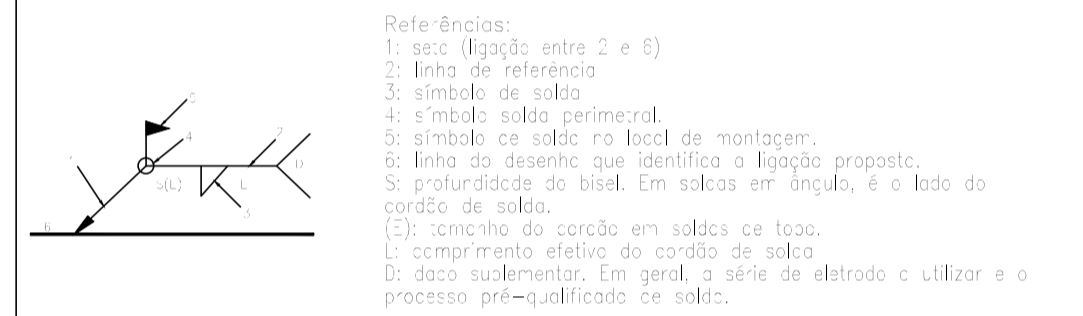 Referências:
1: seta (ligação entre 2 e 6)
2: linha de referência
3: símbolo de solda
4: símbolo solda perimetral.
5: símbolo de solda no local de montagem.
6: linha do desenho que identifica a ligação proposta.
S: profundidade do bisel. Em soldas em ângulo, é o lado do
cordão de solda.
(E): tamanho do cordão em soldas de topo.
L: comprimento efetivo do cordão de solda
D: dado suplementar. Em geral, a série de eletrodo a utilizar e o
processo pré-qualificado de solda.
5
4
2
1
D
S(E)
L
3
6